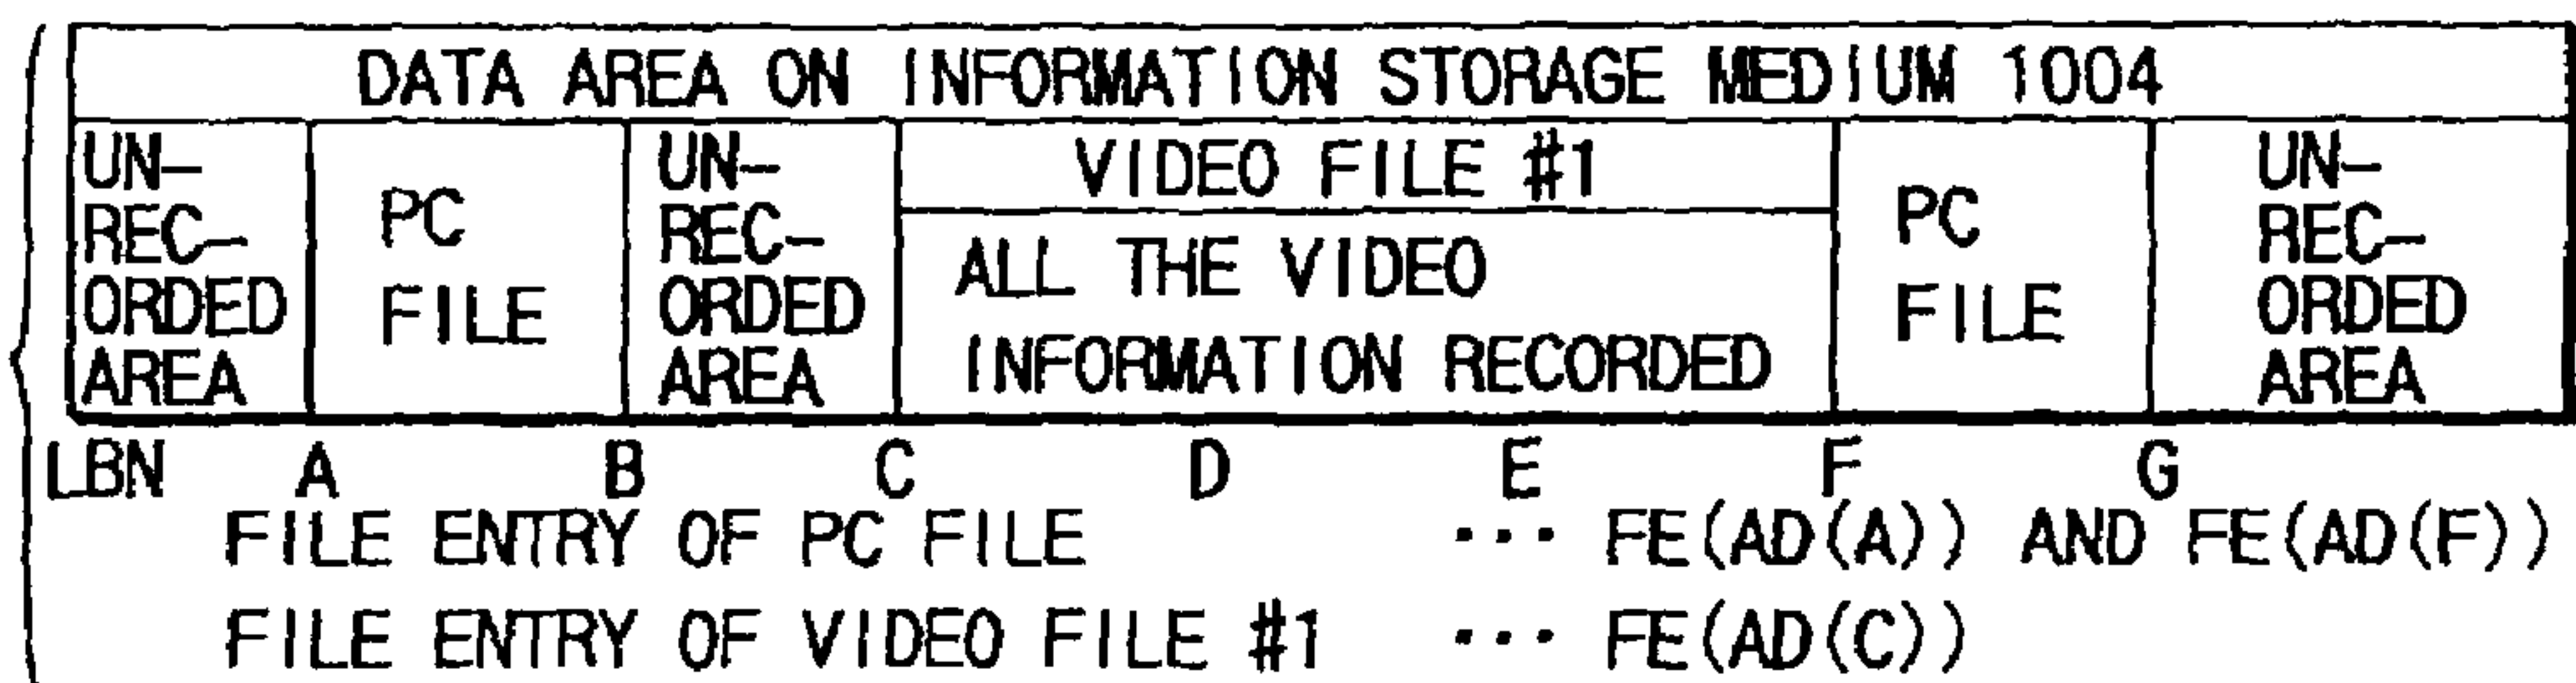 DATA AREA ON INFORMATION STORAGE MEDIUM 1004
UN-
REC-
ORDED
AREA
PC
FILE
UN-
REC-
ORDED
AREA
VIDEO FILE #1
ALL THE VIDEO
INFORMATION RECORDED
PC
FILE
UN-
REC-
ORDED
AREA
LBN A B C D E F G
FILE ENTRY OF PC FILE ··· FE(AD(A)) AND FE(AD(F))
FILE ENTRY OF VIDEO FILE #1 ··· FE(AD(C))